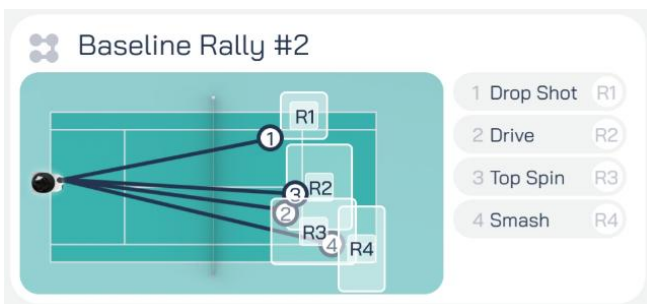 Baseline Rally #2
R1
1
R2
3
2
R3
4
R4
1 Drop Shot R1
2 Drive R2
3 Top Spin R3
4 Smash R4